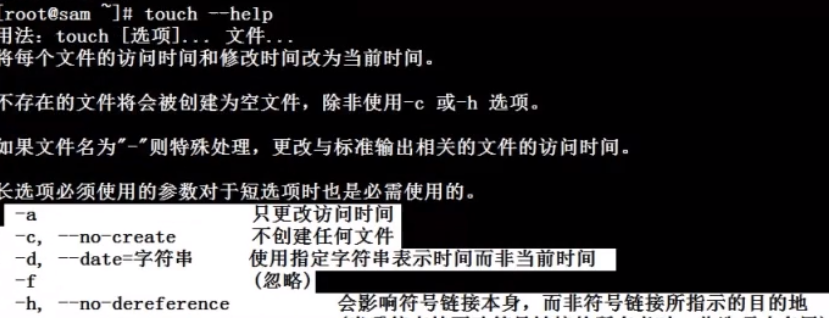 [root@sam ~]# touch --help
用法：touch [选项]... 文件...
将每个文件的访问时间和修改时间改为当前时间。
不存在的文件将会被创建为空文件，除非使用-c 或-h 选项。
如果文件名为"-"则特殊处理，更改与标准输出相关的文件的访问时间。
长选项必须使用的参数对于短选项时也是必需使用的。
-a 只更改访问时间
-c, --no-create 不创建任何文件
-d, --date=字符串 使用指定字符串表示时间而非当前时间
-f (忽略)
-h, --no-dereference 会影响符号链接本身，而非符号链接所指示的目的地